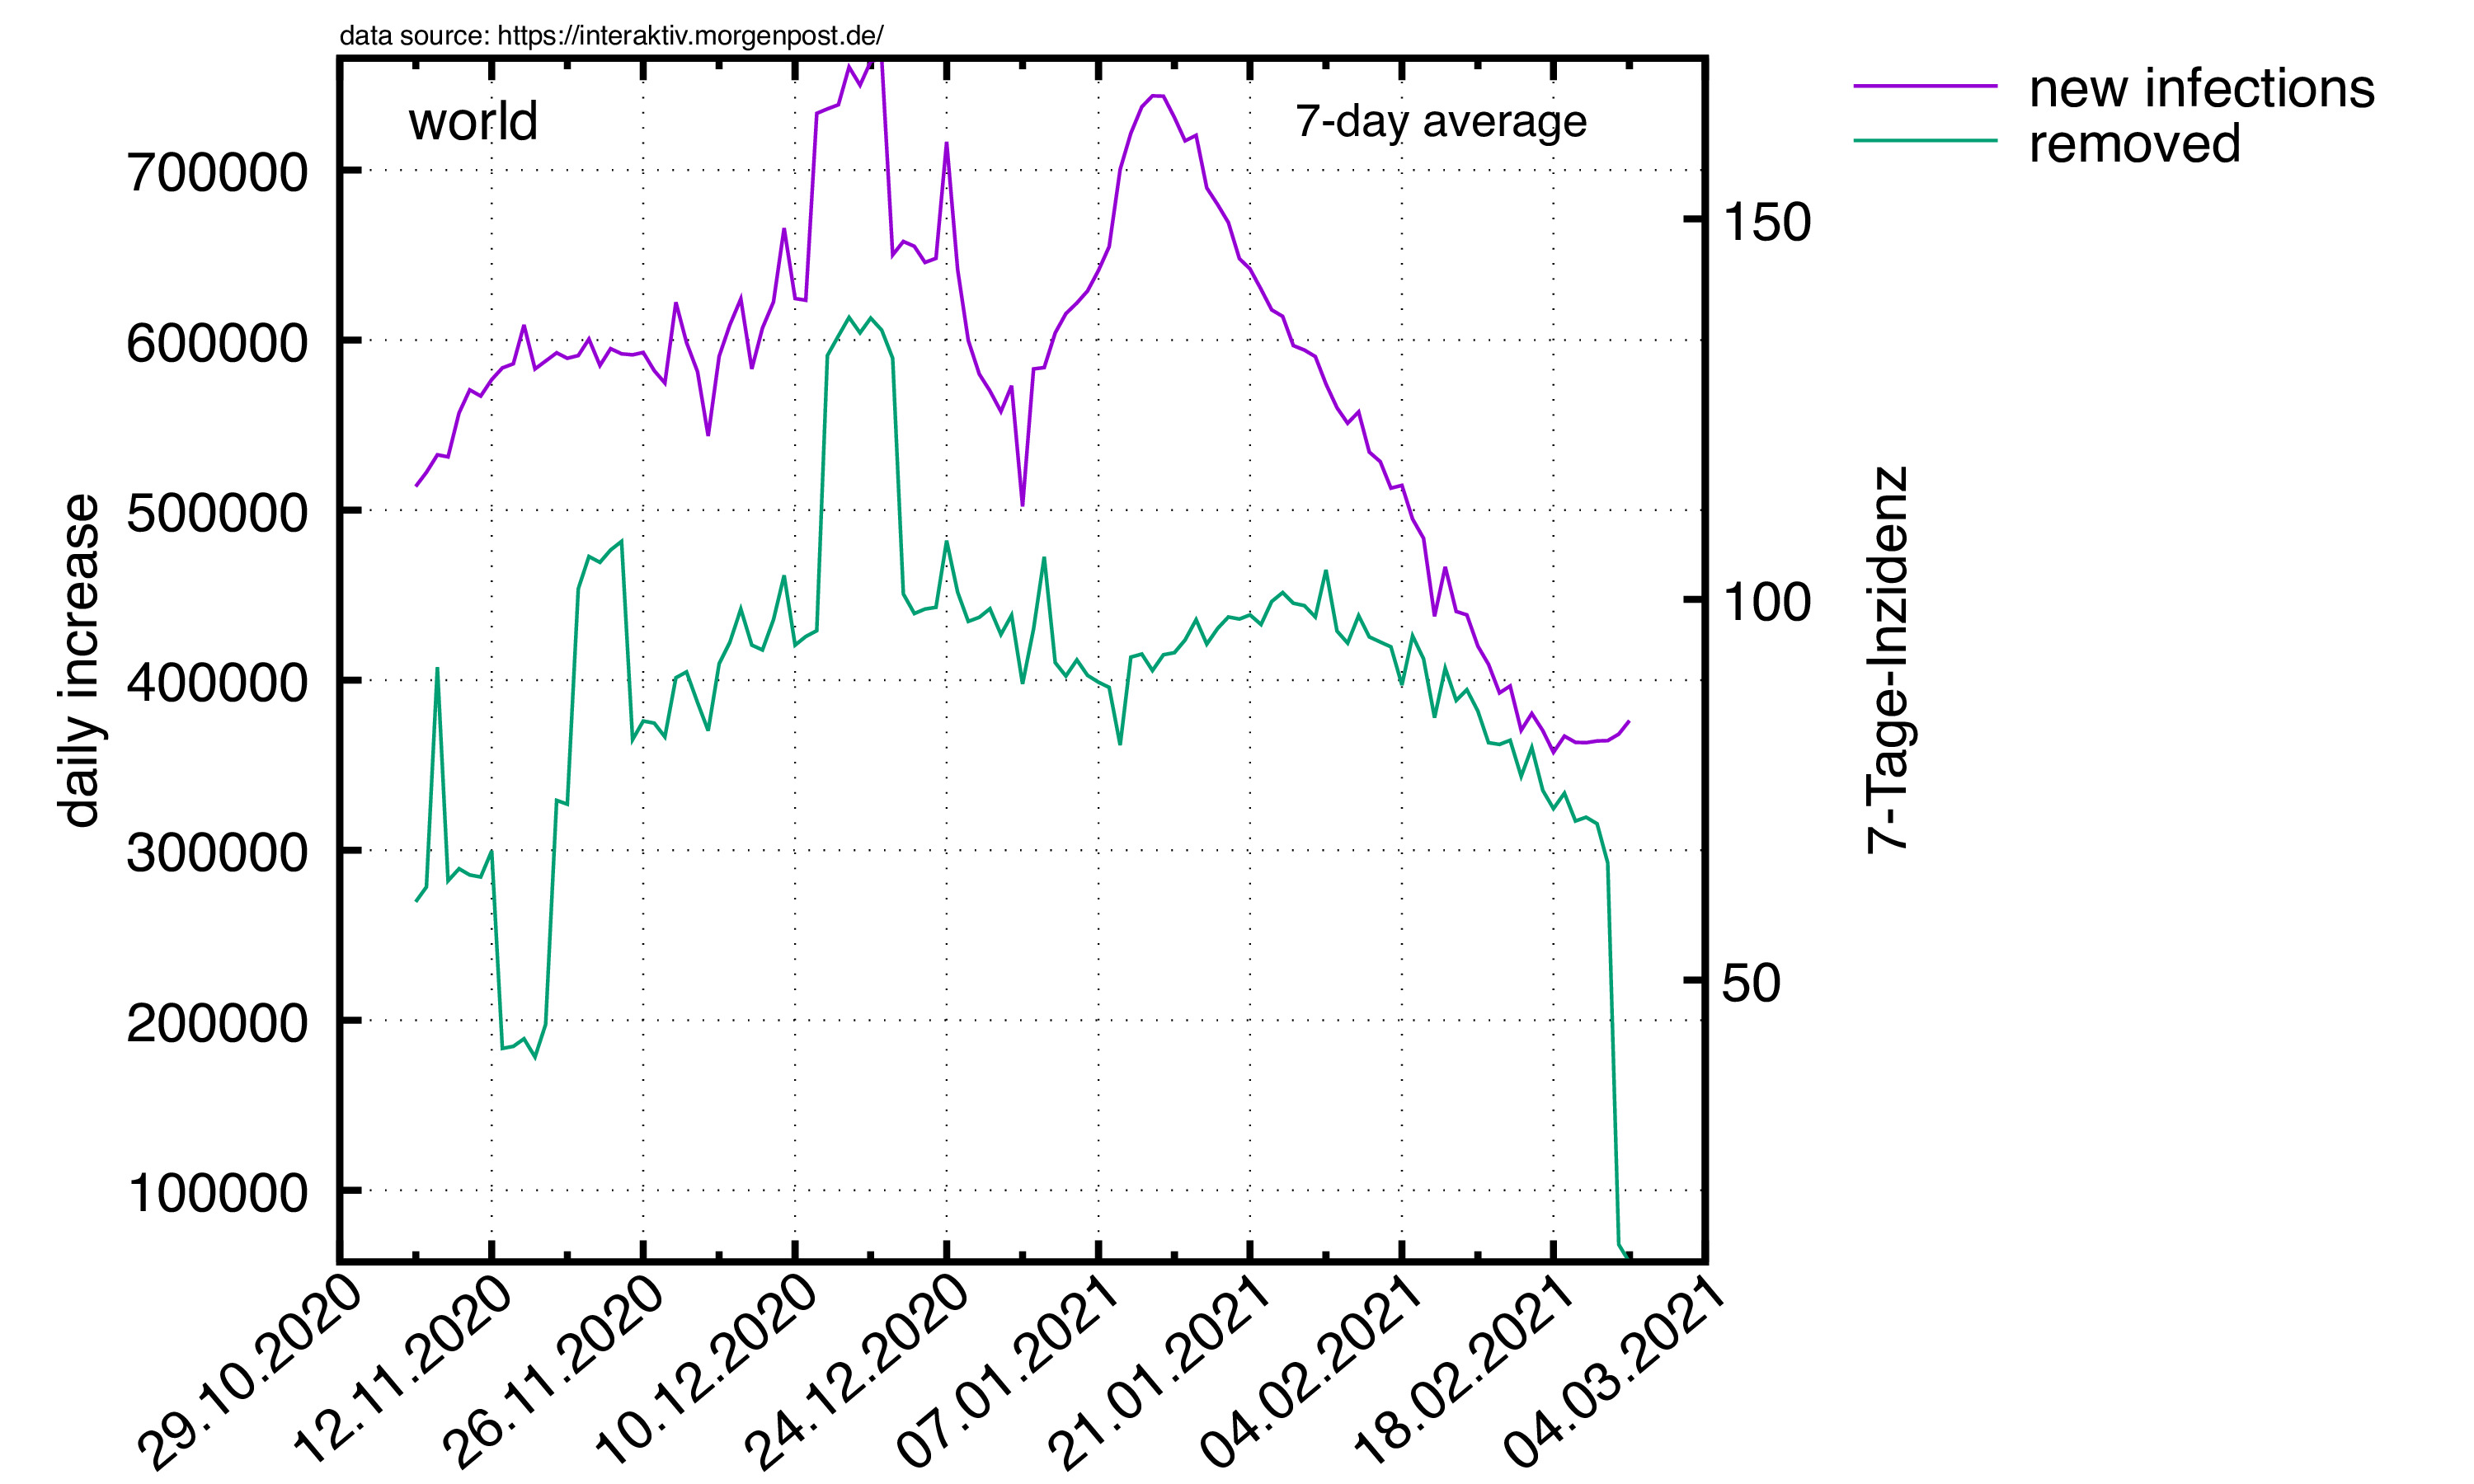 data source: https://interaktiv.morgenpost.de/
world
7-day average
new infections
removed
daily increase
700000
600000
500000
400000
300000
200000
100000
150
100
50
7-Tage-Inzidenz
29.10.2020
12.11.2020
26.11.2020
10.12.2020
24.12.2020
07.01.2021
21.01.2021
04.02.2021
18.02.2021
04.03.2021